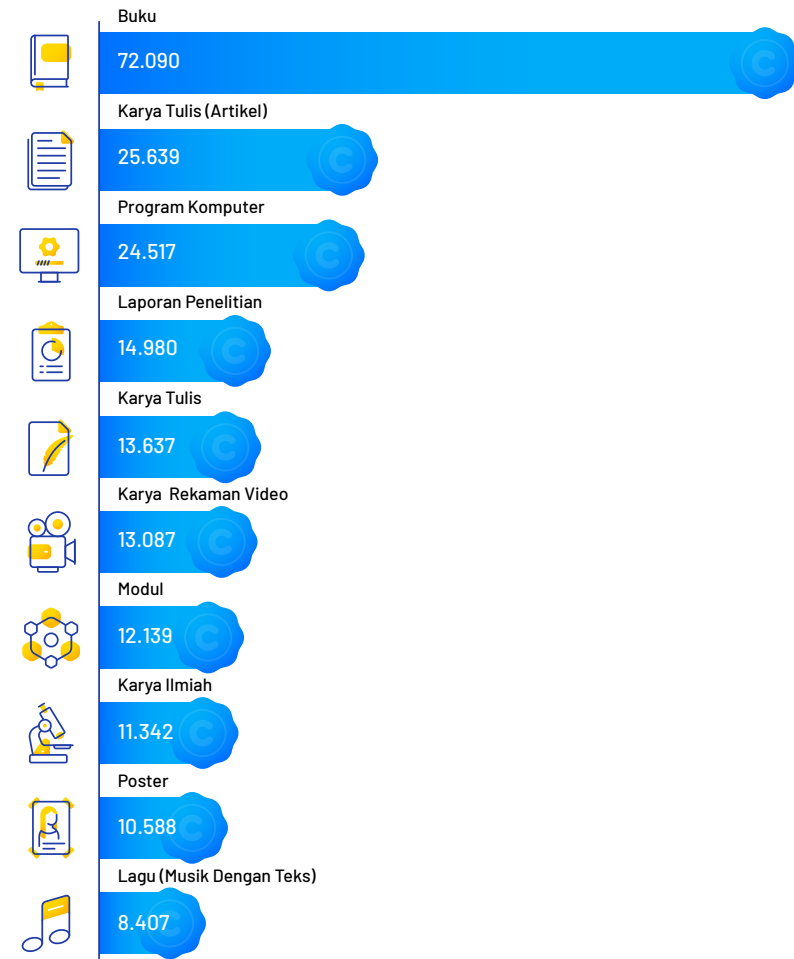 Buku
72.090
Karya Tulis (Artikel)
25.639
Program Komputer
24.517
Laporan Penelitian
14.980
Karya Tulis
13.637
Karya  Rekaman Video
13.087
Modul
12.139
Karya Ilmiah
11.342
Poster
10.588
Lagu (Musik Dengan Teks)
8.407